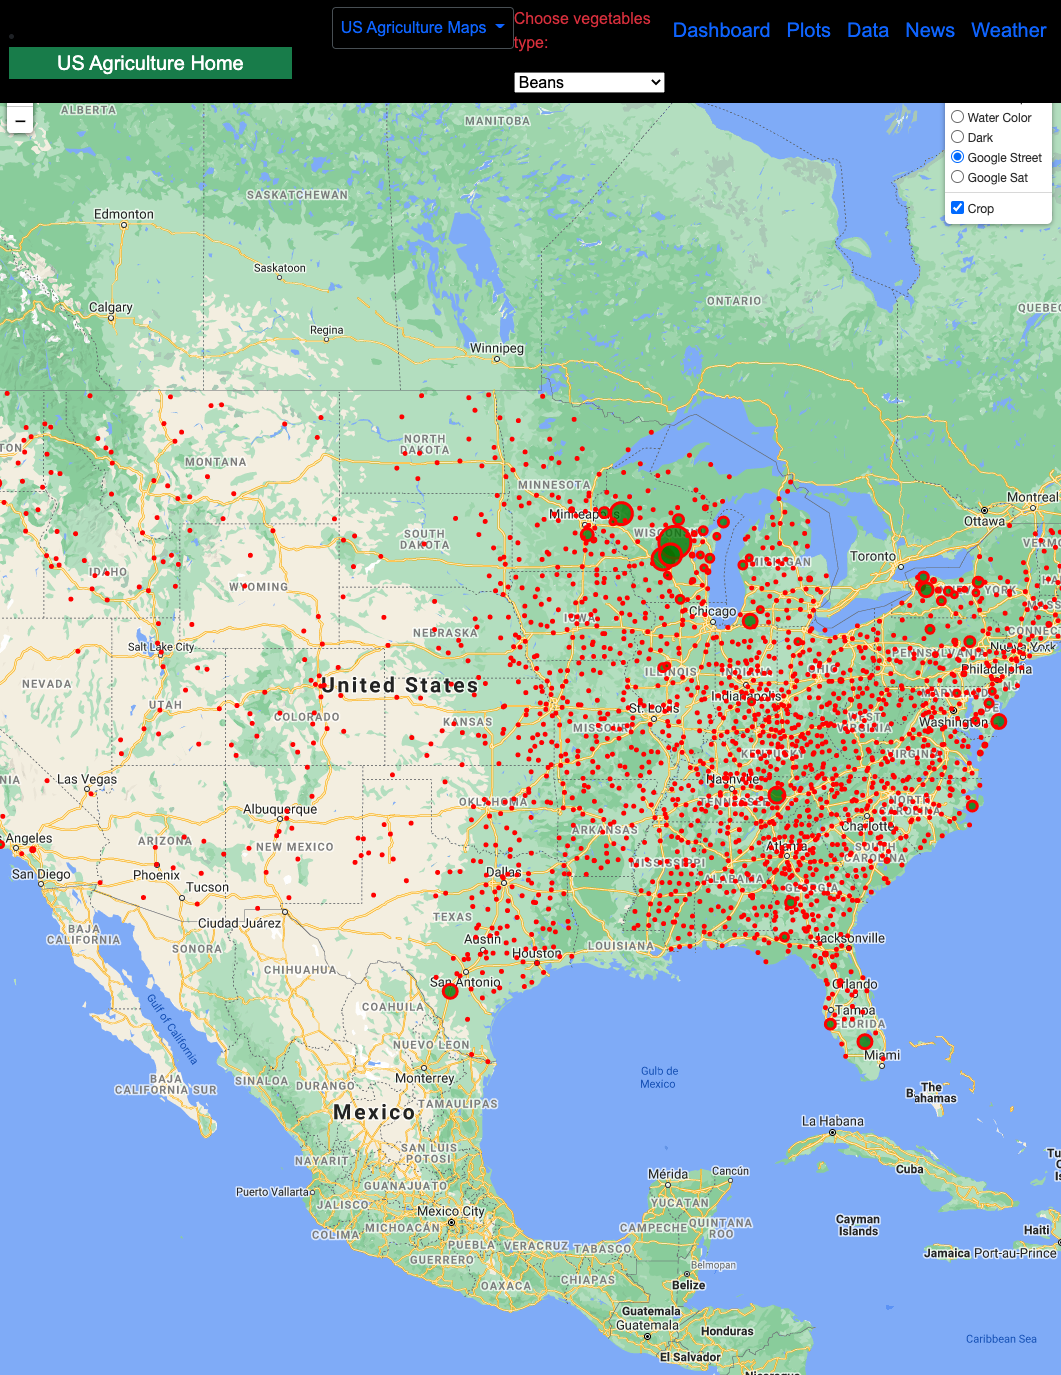 US Agriculture Maps
Choose vegetables type:
Dashboard
Plots
Data
News
Weather
US Agriculture Home
Beans
−
Water Color
Dark
Google Street
Google Sat
Crop
ALBERTA
MANITOBA
SASKATCHEWAN
Edmonton
Saskatoon
Calgary
Regina
Winnipeg
ONTARIO
QUEBEC
NORTH
DAKOTA
MONTANA
MINNESOTA
Montreal
Ottawa
SOUTH
DAKOTA
Toronto
MICHIGAN
IDAHO
WYOMING
YORK
Chicago
IOWA
NEBRASKA
Salt Lake City
New York
PENNSYLVANIA
Philadelphia
ILLINOIS
INDIANA
OHIO
NEVADA
United States
MARYLAND
UTAH
COLORADO
KANSAS
Indianapolis
St. Louis
MISSOURI
WEST
VIRGINIA
Washington
DE
KENTUCKY
VIRGINIA
Las Vegas
Nashville
TENNESSEE
OKLAHOMA
Albuquerque
NORTH
CAROLINA
Charlotte
ARKANSAS
Angeles
ARIZONA
NEW MEXICO
Atlanta
SOUTH
CAROLINA
MISSISSIPPI
San Diego
Phoenix
Tucson
Dallas
ALABAMA
GEORGIA
TEXAS
Ciudad Juárez
BAJA
CALIFORNIA
SONORA
Austin
Houston
LOUISIANA
Jacksonville
CHIHUAHUA
San Antonio
Orlando
COAHUILA
Tampa
FLORIDA
Gulf of California
NUEVO LEON
Miami
Monterrey
Gulb de
Mexico
BAJA
CALIFORNIA SUR
SINALOA
DURANGO
TAMAULIPAS
The
Bahamas
Mexico
La Habana
SAN LUIS
POTOSI
NAYARIT
Cuba
Mérida
Cancún
Puerto Vallarta
GUANAJUATO
JALISCO
YUCATAN
Mexico City
COLIMA
MICHOACÁN
CAMPECHE
QUINTANA
ROO
Cayman
Islands
Haiti
PUEBLA
VERACRUZ
TABASCO
Jamaica
Port-au-Prince
GUERRERO
Belmopan
OAXACA
CHIAPAS
Belize
Guatemala
Guatemala
Honduras
El Salvador
Caribbean Sea
Nicaragua